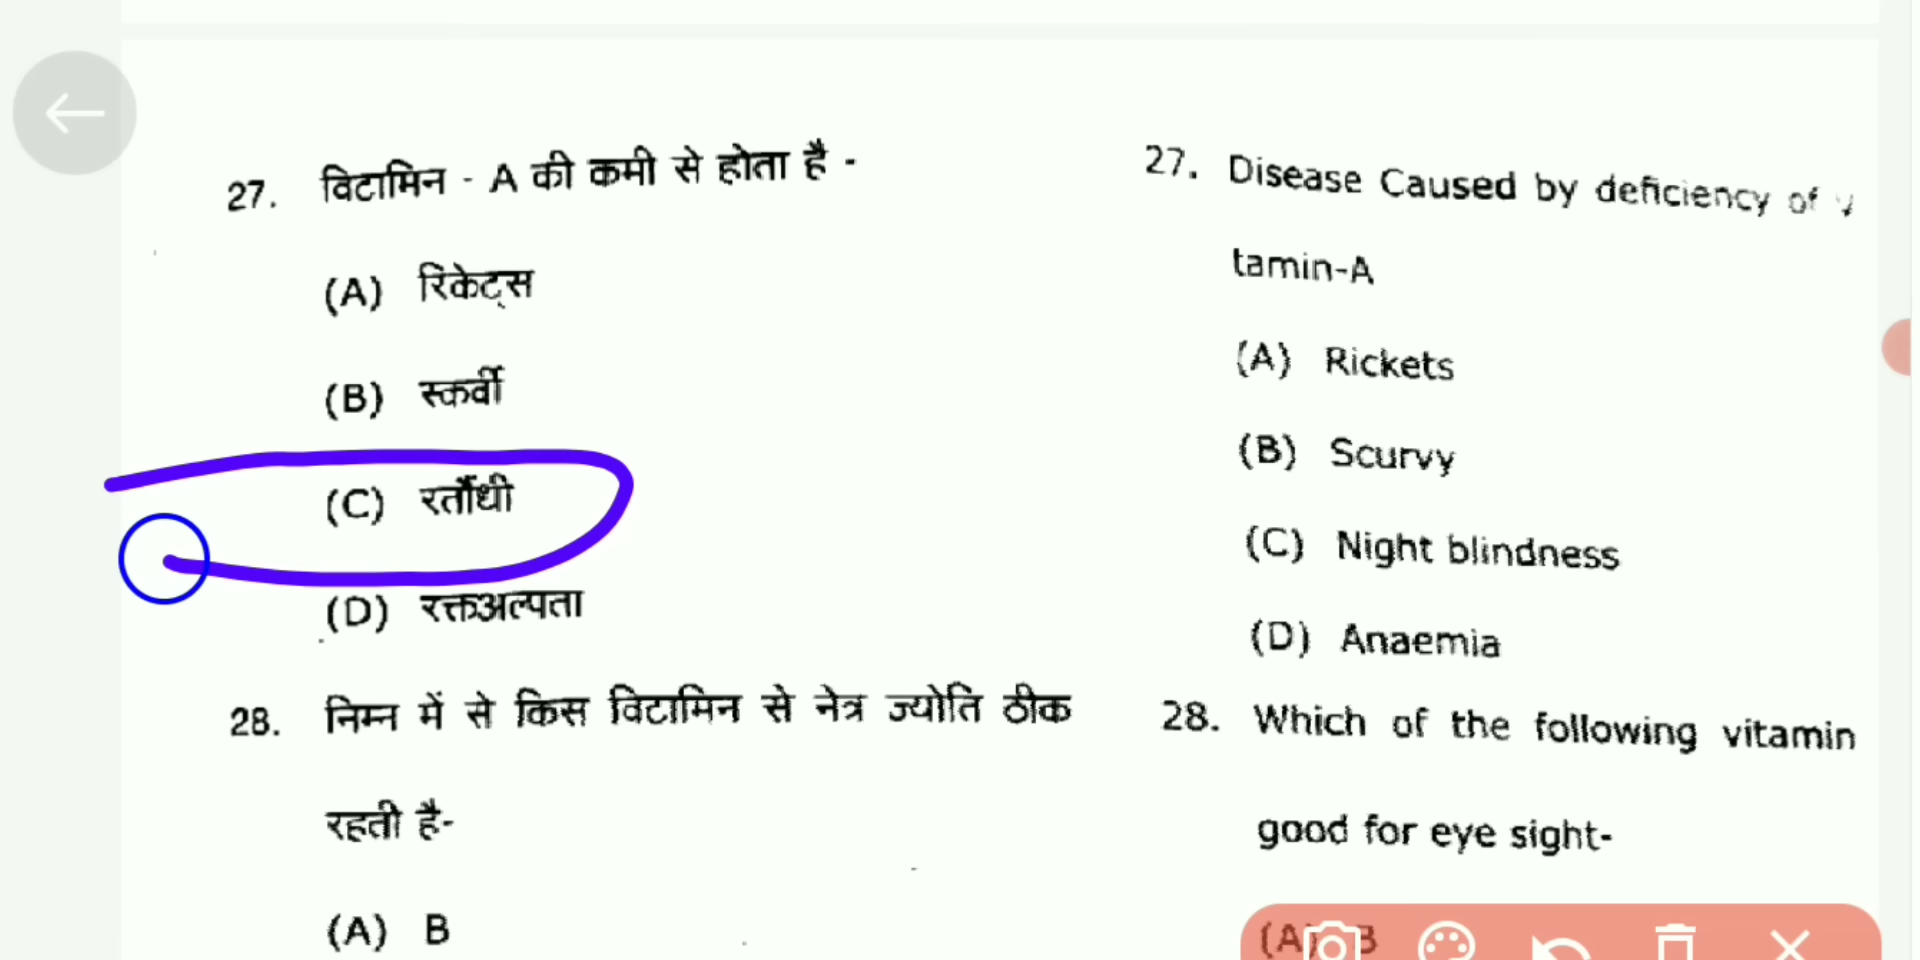 27. विटामिन - A की कमी से होता है -
(A) रिकेट्स
(B) स्कर्वी
(C) रतौंधी
(D) रक्तअल्पता
28. निम्न में से किस विटामिन से नेत्र ज्योति ठीक
रहती है-
(A) B
27. Disease Caused by deficiency of v
tamin-A
(A) Rickets
(B) Scurvy
(C) Night blindness
(D) Anaemia
28. Which of the following vitamin
good for eye sight-
(A) B